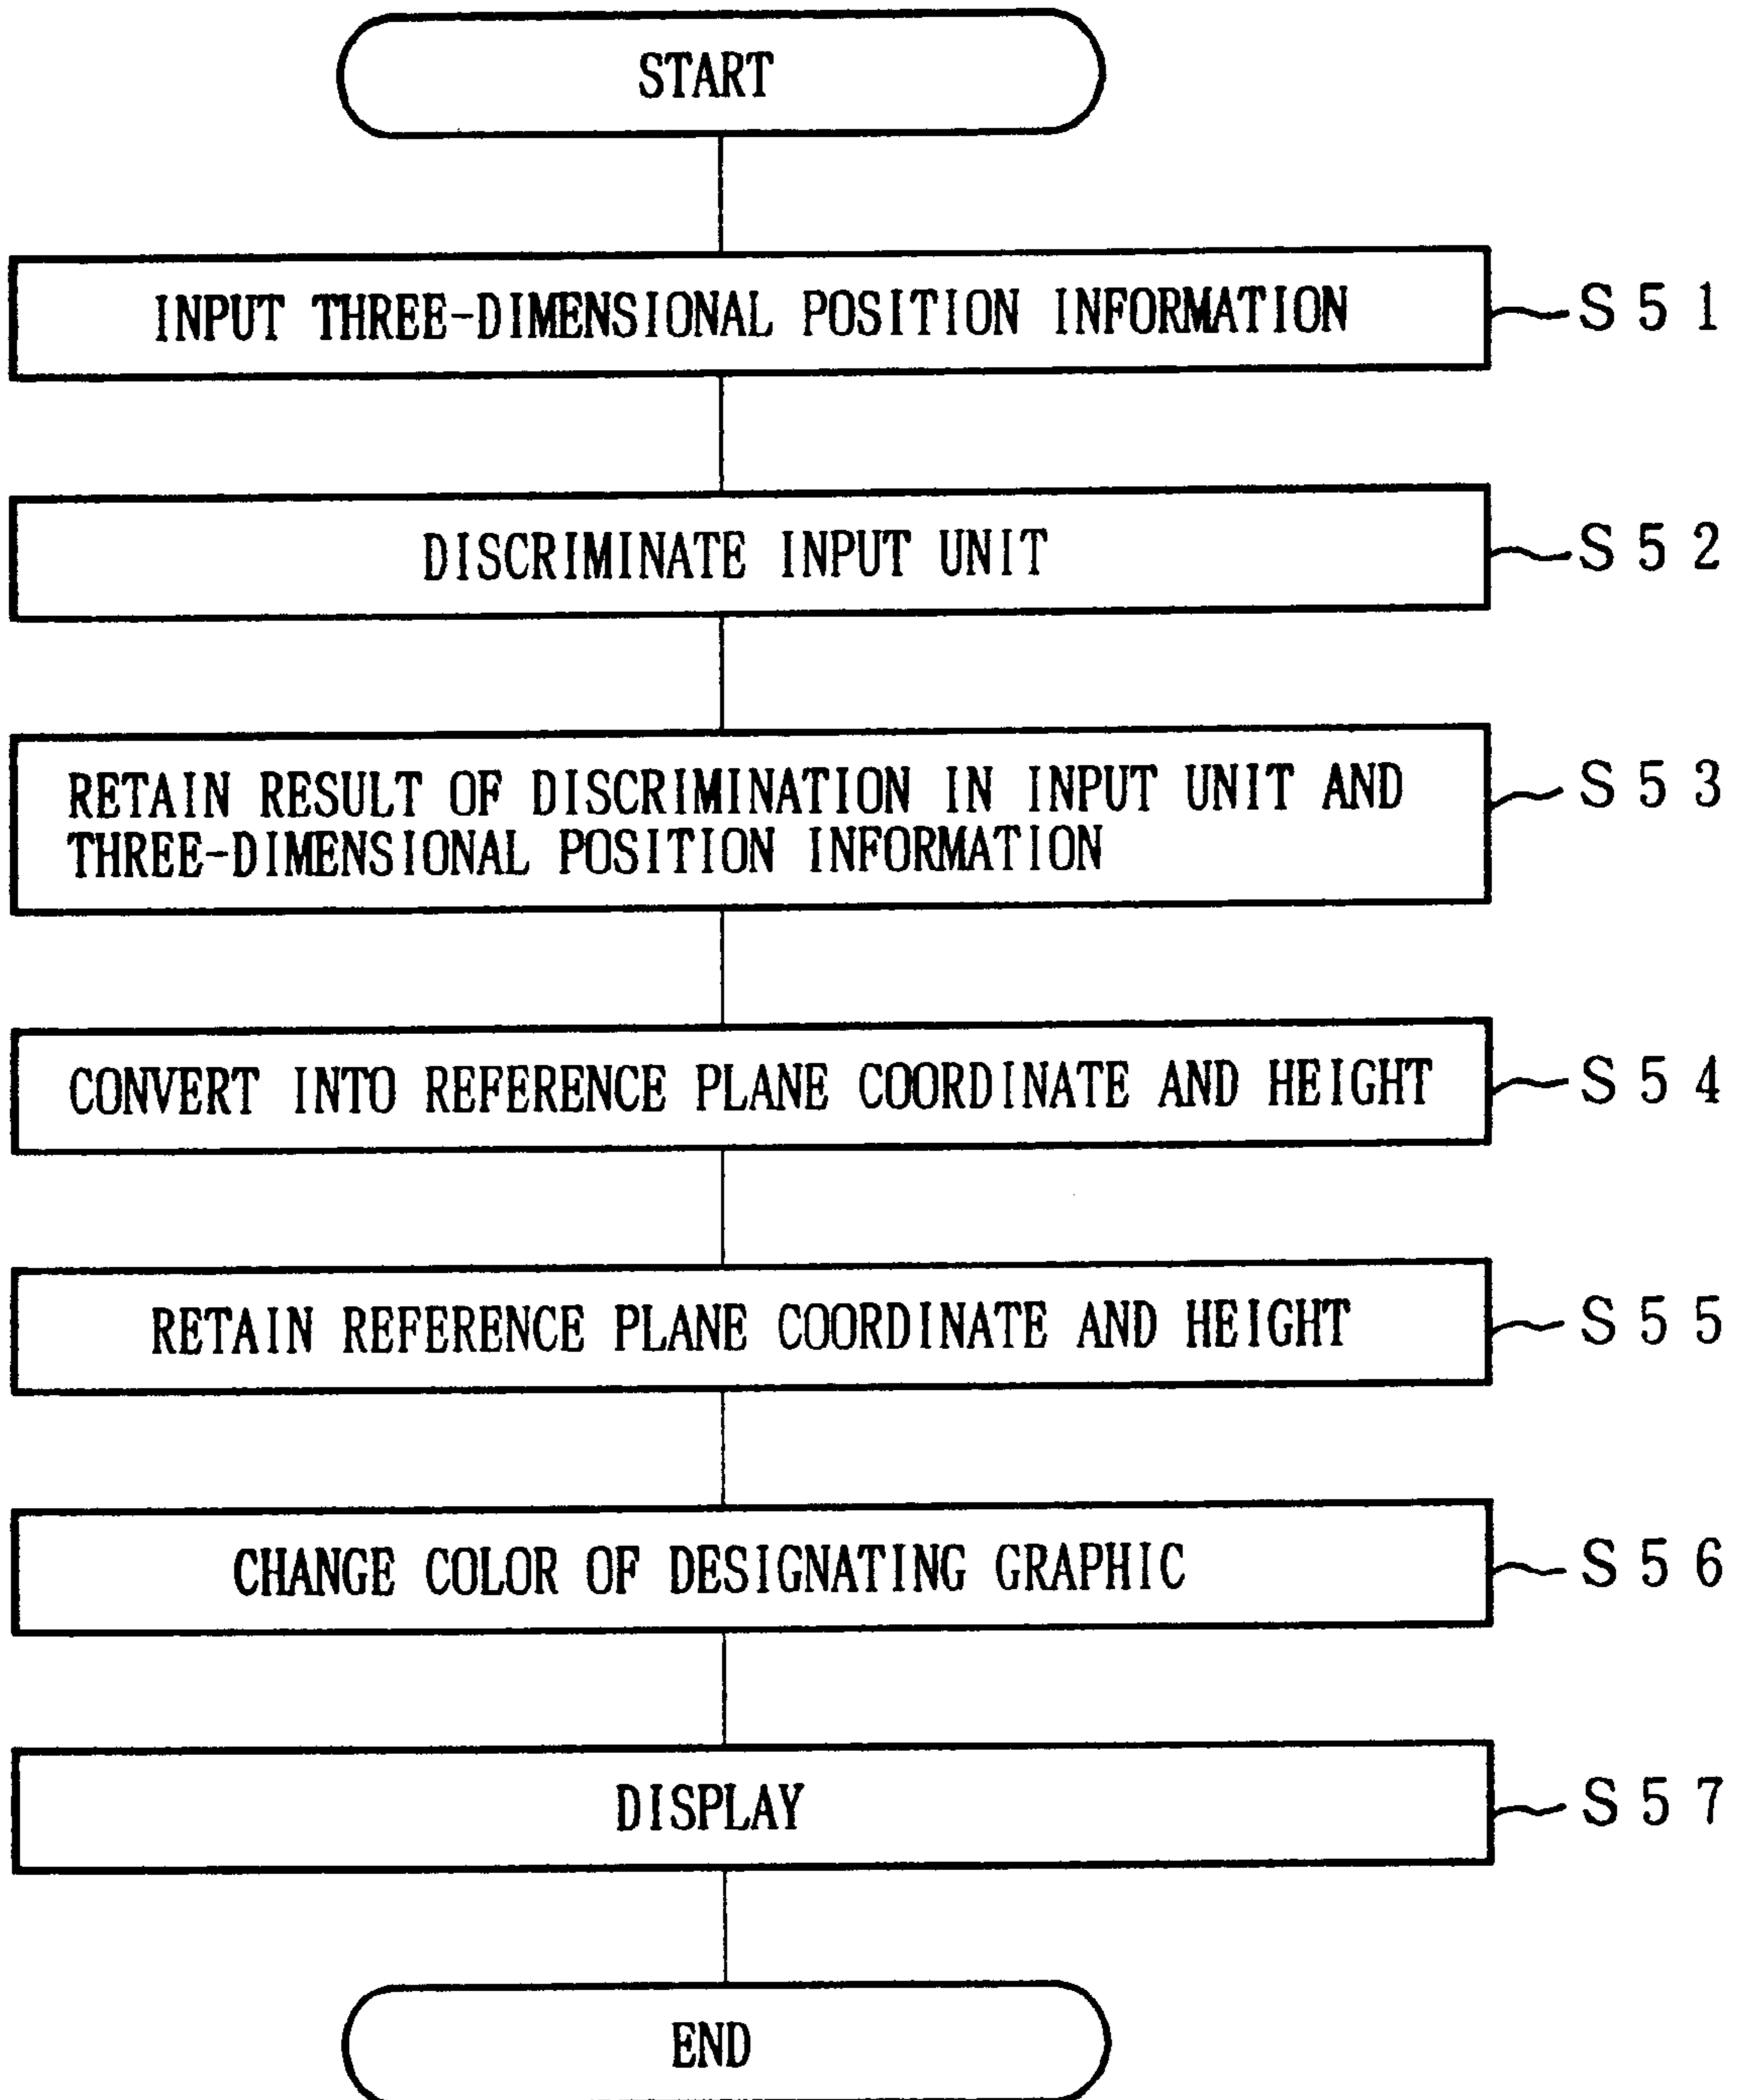 START
INPUT THREE-DIMENSIONAL POSITION INFORMATION
S51
DISCRIMINATE INPUT UNIT
S52
RETAIN RESULT OF DISCRIMINATION IN INPUT UNIT AND
THREE-DIMENSIONAL POSITION INFORMATION
S53
CONVERT INTO REFERENCE PLANE COORDINATE AND HEIGHT
S54
RETAIN REFERENCE PLANE COORDINATE AND HEIGHT
S55
CHANGE COLOR OF DESIGNATING GRAPHIC
S56
DISPLAY
S57
END